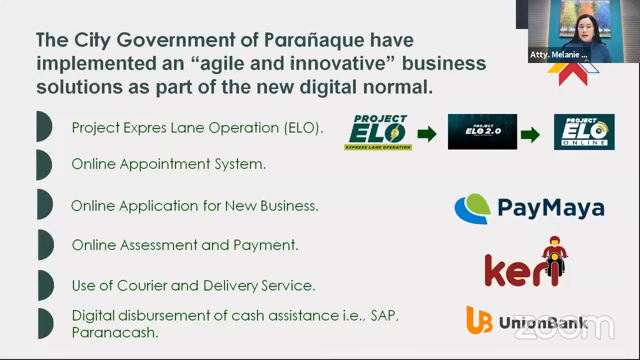 The City Government of Parañaque have
implemented an “agile and innovative” business
solutions as part of the new digital normal.
Atty. Melanie ...
Project Expres Lane Operation (ELO).
PROJECT
ELO
EXPRESS LANE OPERATION
PROJECT
ELO 2.0
PROJECT
ELO
ONLINE
Online Appointment System.
Online Application for New Business.
PayMaya
Online Assessment and Payment.
keri
Use of Courier and Delivery Service.
Digital disbursement of cash assistance i.e., SAP,
Paranacash.
UB UnionBank
zoom